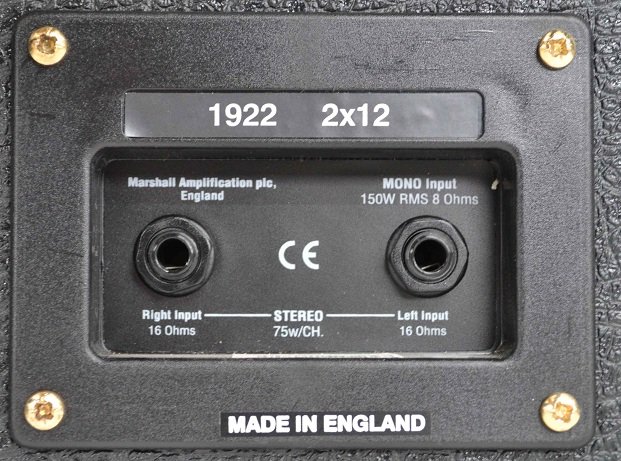 1922 2x12
Marshall Amplification plc,
England
MONO Input
150W RMS 8 Ohms
CE
Right Input STEREO Left Input
16 Ohms 75w/CH. 16 Ohms
MADE IN ENGLAND